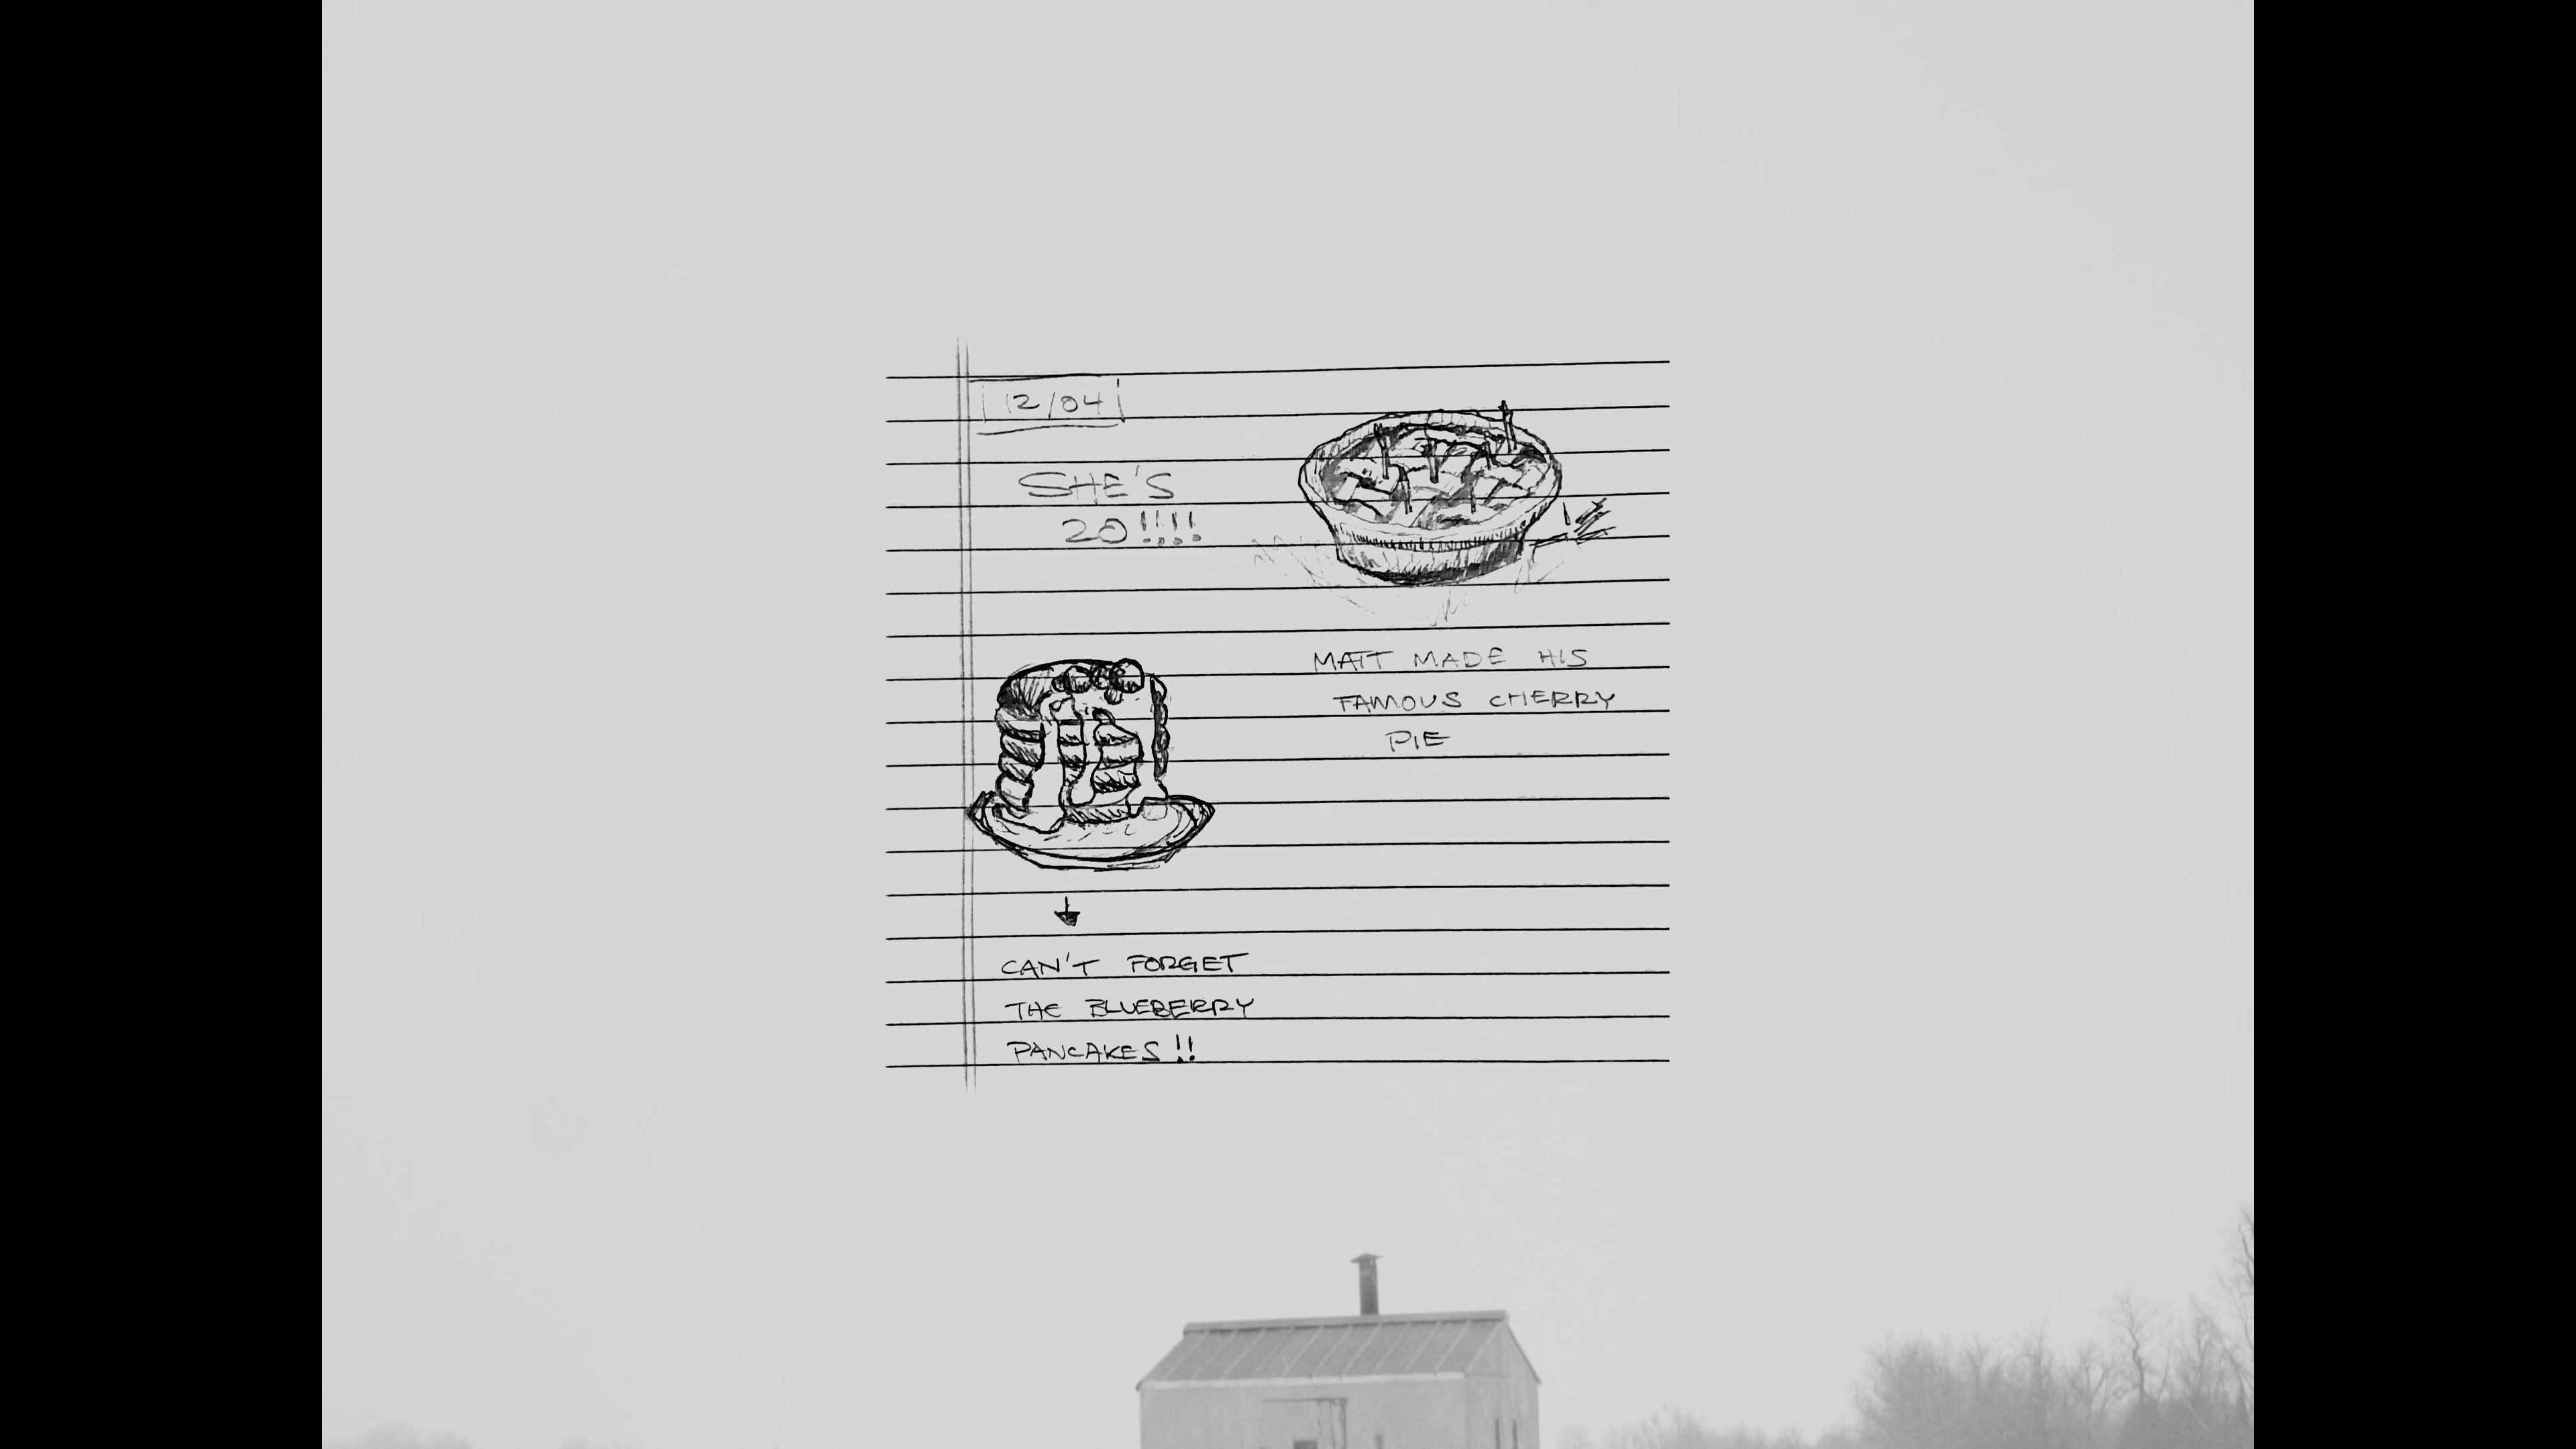 12/04
SHE'S
20!!!!
MATT MADE HIS
FAMOUS CHERRY
PIE
CAN'T FORGET
THE BLUEBERRY
PANCAKES!!